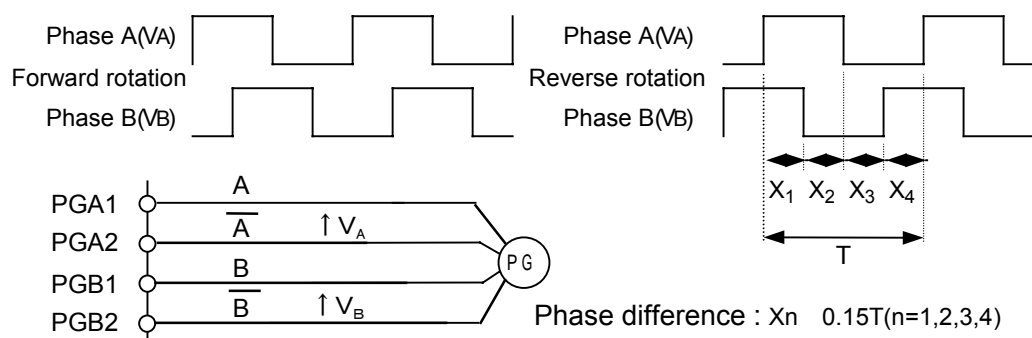 Phase A(VA)
Forward rotation
Phase B(VB)
Phase A(VA)
Reverse rotation
Phase B(VB)
X1 X2 X3 X4
T
PGA1 A
PGA2 A ↑ VA
PGB1 B
PGB2 B ↑ VB
PG
Phase difference : Xn 0.15T(n=1,2,3,4)